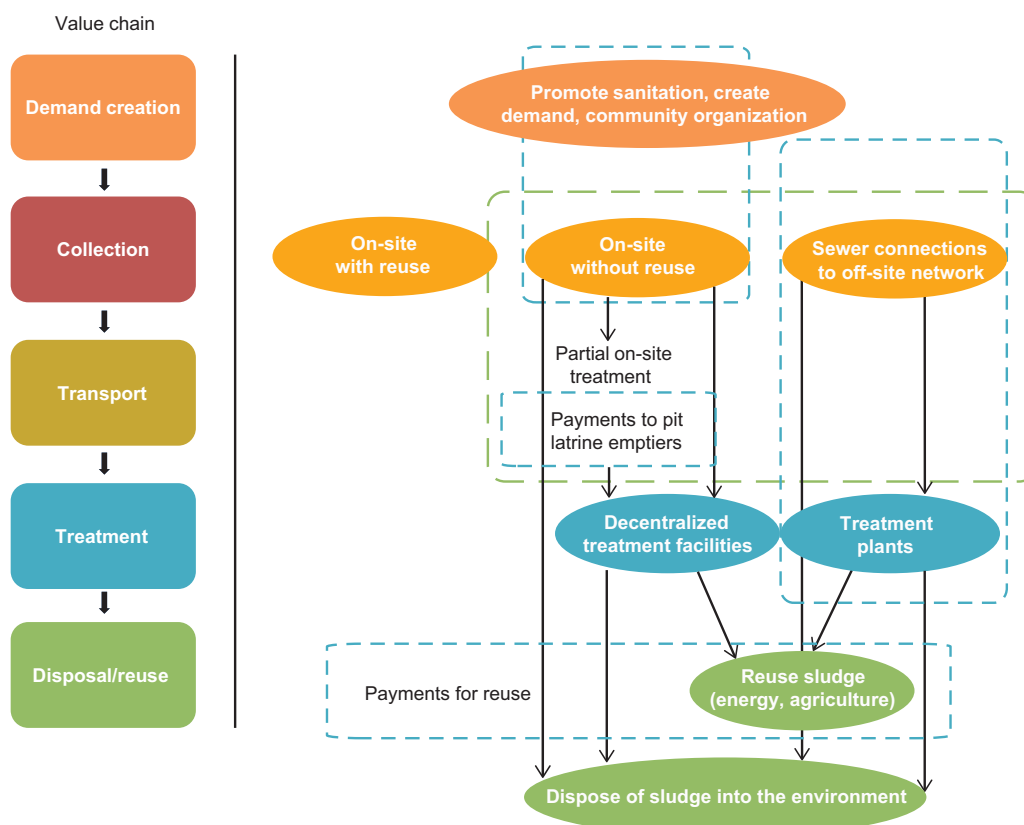 Value chain
Demand creation
Collection
Transport
Treatment
Disposal/reuse
Promote sanitation, create
demand, community organization
On-site
with reuse
On-site
without reuse
Sewer connections
to off-site network
Partial on-site
treatment
Payments to pit
latrine emptiers
Decentralized
treatment facilities
Treatment
plants
Payments for reuse
Reuse sludge
(energy, agriculture)
Dispose of sludge into the environment